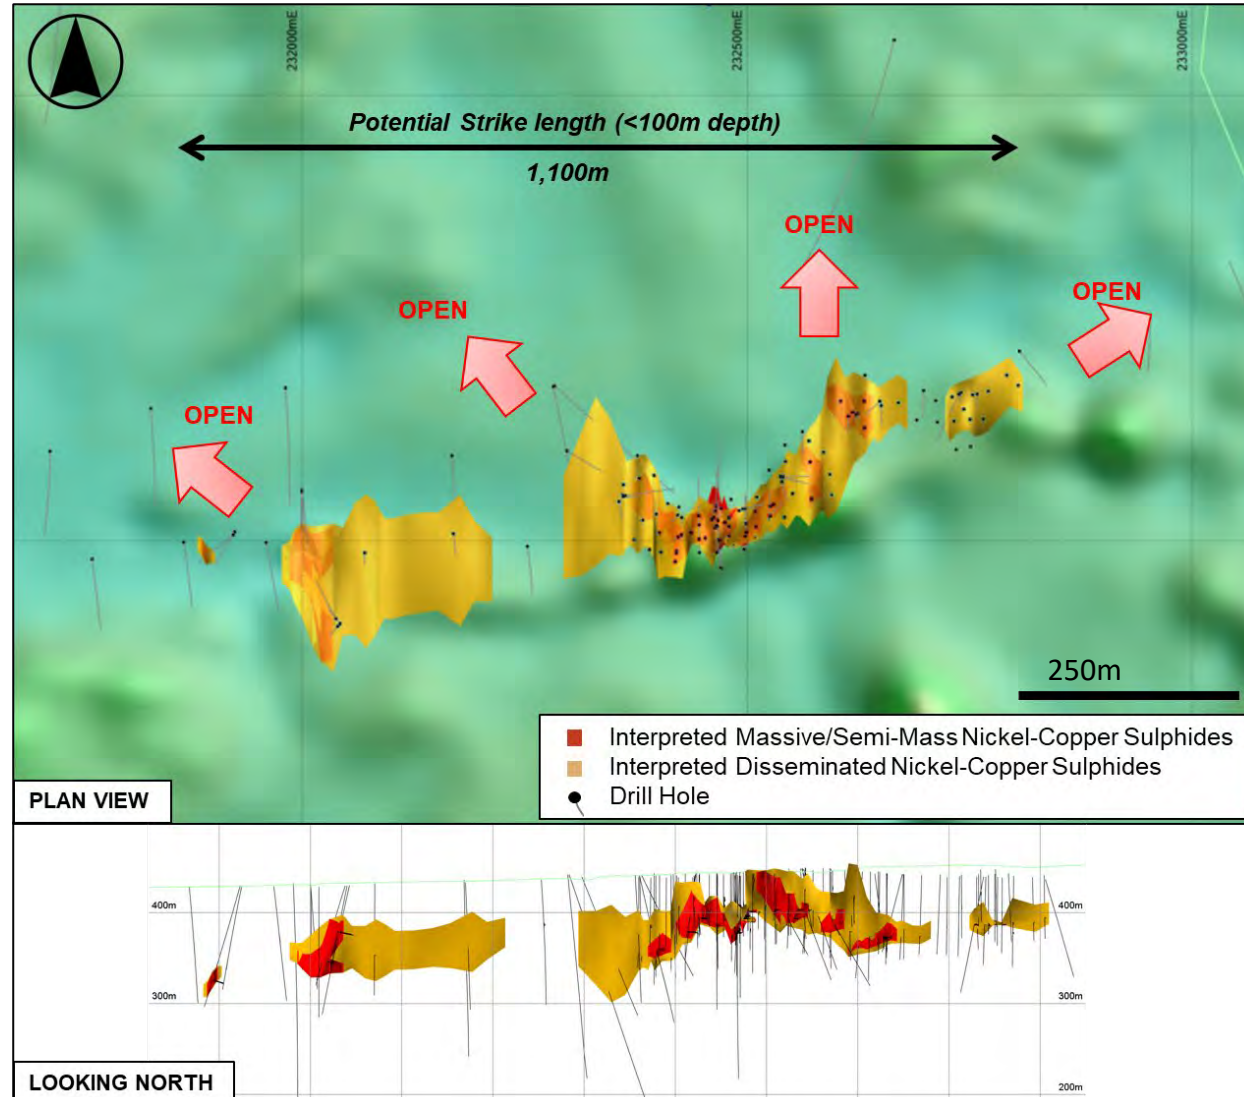 232000mE
232500mE
233000mE
Potential Strike length (<100m depth)
1,100m
OPEN
OPEN
OPEN
OPEN
250m
Interpreted Massive/Semi-Mass Nickel-Copper Sulphides
Interpreted Disseminated Nickel-Copper Sulphides
Drill Hole
PLAN VIEW
400m
400m
300m
300m
200m
LOOKING NORTH